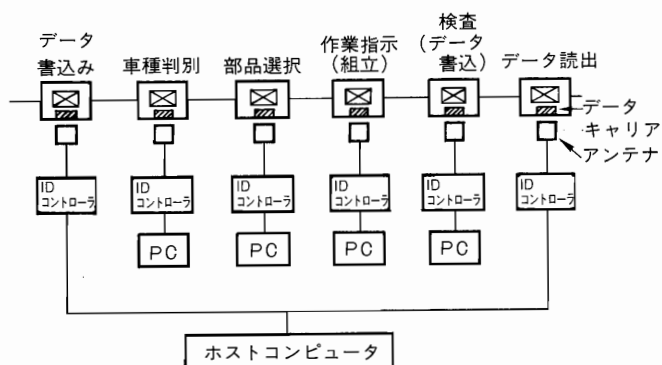 データ
書込み
車種判別
部品選択
作業指示
(組立)
検査
(データ
書込)
データ読出
データ
キャリア
アンテナ
ID
コントローラ
ID
コントローラ
ID
コントローラ
ID
コントローラ
ID
コントローラ
ID
コントローラ
PC
PC
PC
PC
ホストコンピュータ